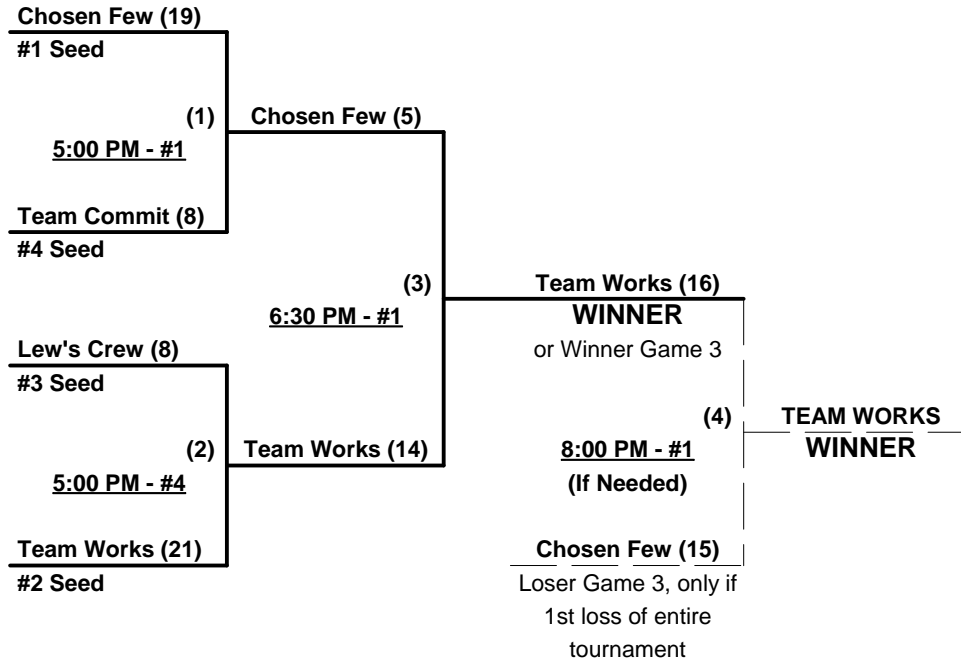 Chosen Few (19)
#1 Seed
(1)
Chosen Few (5)
5:00 PM - #1
Team Commit (8)
#4 Seed
(3)
Team Works (16)
6:30 PM - #1
WINNER
or Winner Game 3
Lew's Crew (8)
#3 Seed
(4)
TEAM WORKS
WINNER
(2)
Team Works (14)
8:00 PM - #1
(If Needed)
5:00 PM - #4
Team Works (21)
#2 Seed
Chosen Few (15)
Loser Game 3, only if
1st loss of entire
tournament